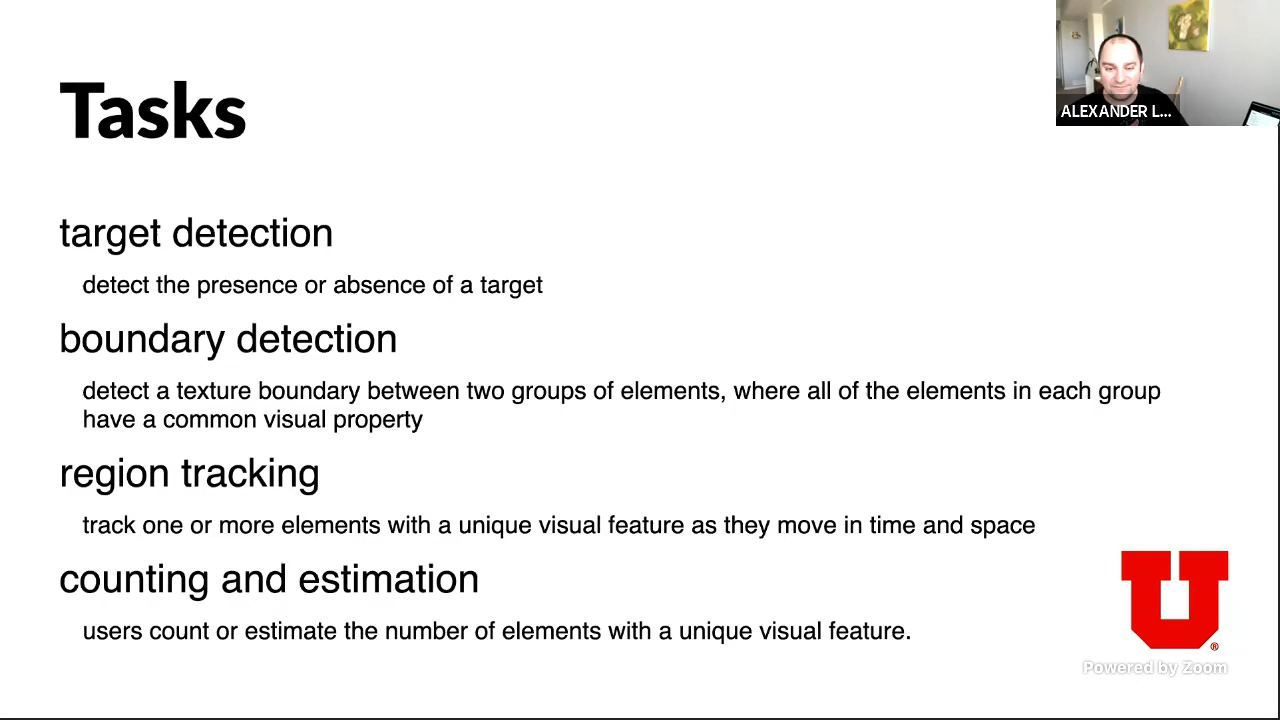 Tasks
ALEXANDER L...
target detection
detect the presence or absence of a target
boundary detection
detect a texture boundary between two groups of elements, where all of the elements in each group
have a common visual property
region tracking
track one or more elements with a unique visual feature as they move in time and space
counting and estimation
users count or estimate the number of elements with a unique visual feature.
U
®
Powered by Zoom